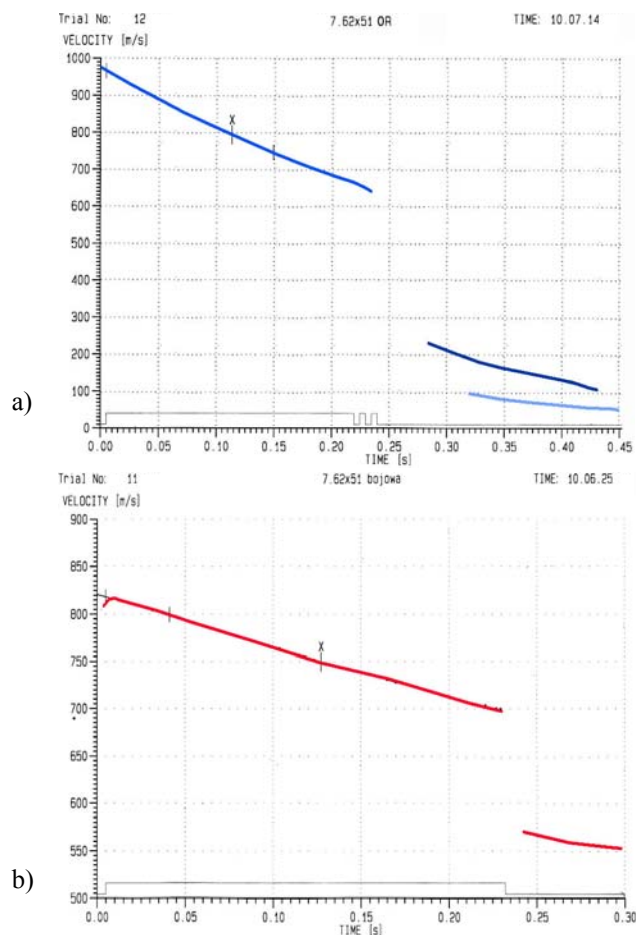 Trial No: 12 7.62x51 OR TIME: 10.07.14
VELOCITY [m/s]
1000
900
800
X
700
600
500
400
300
200
100
a)
0
0.00 0.05 0.10 0.15 0.20 0.25 0.30 0.35 0.40 0.45
TIME [s]
Trial No: 11 7.62x51 bojowa TIME: 10.06.25
VELOCITY [m/s]
900
850
800
X
750
700
650
600
550
b)
500
0.00 0.05 0.10 0.15 0.20 0.25 0.30
TIME [s]